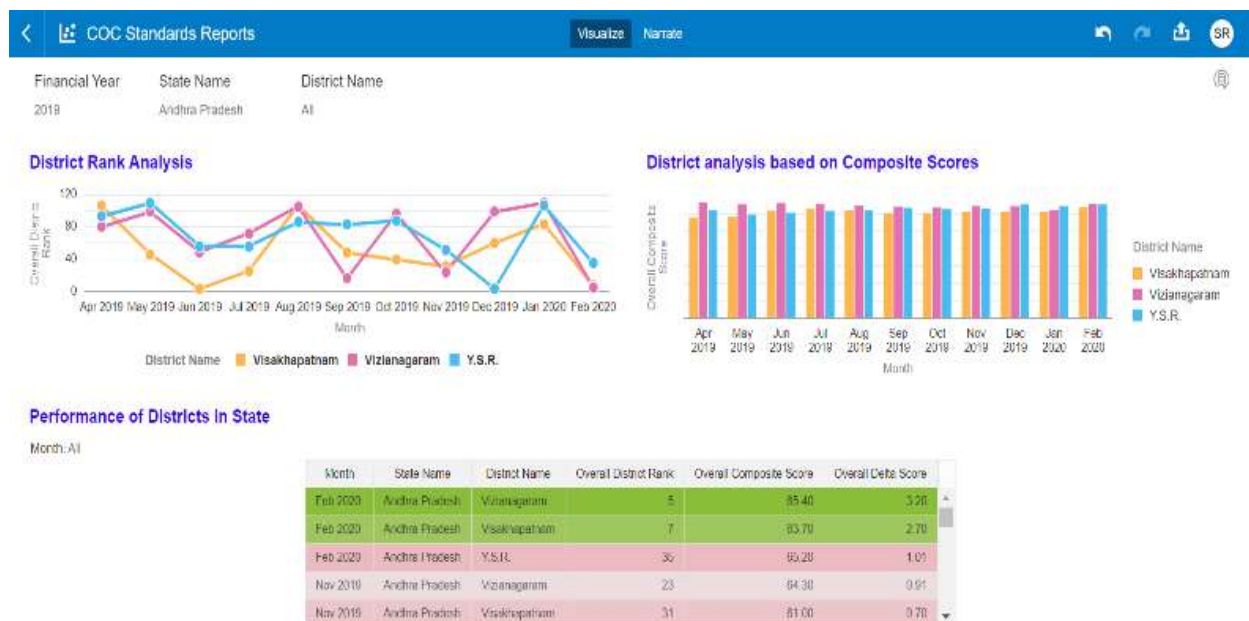 COC Standards Reports
Visualize Narrate
SR
Financial Year State Name District Name
2019 Andhra Pradesh All
District Rank Analysis
120
80
40
0
Overall District Rank
Apr 2019 May 2019 Jun 2019 Jul 2019 Aug 2019 Sep 2019 Oct 2019 Nov 2019 Dec 2019 Jan 2020 Feb 2020
Month
District Name Visakhapatnam Vizianagaram Y.S.R.
District analysis based on Composite Scores
Overall Composite Score
Apr 2019 May 2019 Jun 2019 Jul 2019 Aug 2019 Sep 2019 Oct 2019 Nov 2019 Dec 2019 Jan 2020 Feb 2020
Month
District Name
Visakhapatnam
Vizianagaram
Y.S.R.
Performance of Districts in State
Month: All
Month State Name District Name Overall District Rank Overall Composite Score Overall Delta Score
Feb 2020 Andhra Pradesh Vizianagaram 5 65.40 3.20
Feb 2020 Andhra Pradesh Visakhapatnam 7 63.70 2.70
Feb 2020 Andhra Pradesh Y.S.R. 35 65.20 1.01
Nov 2019 Andhra Pradesh Vizianagaram 23 64.30 0.91
Nov 2019 Andhra Pradesh Visakhapatnam 31 61.00 0.70